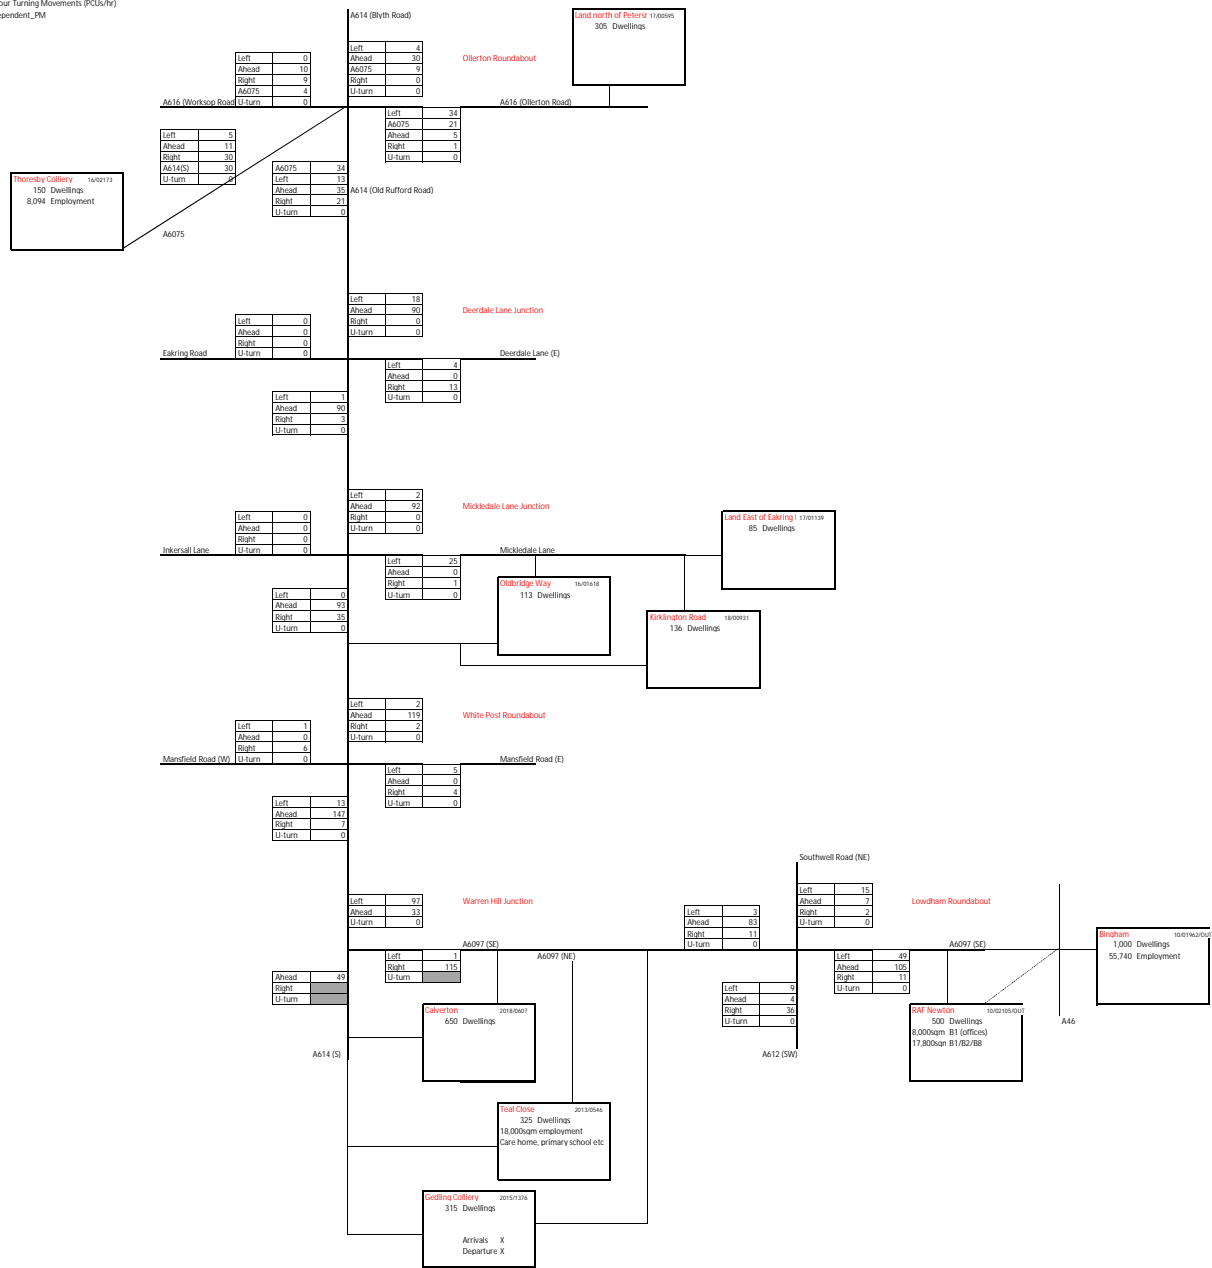 our Turning Movements (PCUs/hr)
ependent_PM
A614 (Blyth Road)
Land north of Petersr 17/00595
305 Dwellings
Ollerton Roundabout
Left 4
Ahead 30
A6075 9
Right 0
U-turn 0
Left 0
Ahead 10
Right 9
A6075 4
U-turn 0
A616 (Worksop Road)
A616 (Ollerton Road)
Left 34
A6075 21
Ahead 5
Right 1
U-turn 0
Left 5
Ahead 11
Right 30
A614(S) 30
U-turn 0
A6075 34
Left 13
Ahead 35
Right 21
U-turn 0
A614 (Old Rufford Road)
Thoresby Colliery 16/02173
150 Dwellings
8,094 Employment
A6075
Left 18
Ahead 90
Right 0
U-turn 0
Deerdale Lane Junction
Left 0
Ahead 0
Right 0
U-turn 0
Eakring Road
Deerdale Lane (E)
Left 4
Ahead 0
Right 13
U-turn 0
Left 1
Ahead 90
Right 3
U-turn 0
Left 2
Ahead 92
Right 0
U-turn 0
Mickledale Lane Junction
Left 0
Ahead 0
Right 0
U-turn 0
Inkersall Lane
Mickledale Lane
Land East of Eakring 17/01139
85 Dwellings
Left 25
Ahead 0
Right 1
U-turn 0
Oldbridge Way 16/01618
113 Dwellings
Left 0
Ahead 93
Right 35
U-turn 0
Kirklington Road 18/00931
136 Dwellings
Left 2
Ahead 119
Right 2
U-turn 0
White Post Roundabout
Left 1
Ahead 0
Right 6
U-turn 0
Mansfield Road (W)
Mansfield Road (E)
Left 5
Ahead 0
Right 4
U-turn 0
Left 13
Ahead 147
Right 7
U-turn 0
Southwell Road (NE)
Left 97
Ahead 33
U-turn 0
Warren Hill Junction
Left 3
Ahead 83
Right 11
U-turn 0
Left 15
Ahead 7
Right 2
U-turn 0
Lowdham Roundabout
A6097 (SE)
A6097 (NE)
A6097 (SE)
Bingham 10/01962/OUT
1,000 Dwellings
55,740 Employment
Left 1
Right 115
U-turn
Left 49
Ahead 105
Right 11
U-turn 0
Ahead 49
Right
U-turn
Left 9
Ahead 4
Right 36
U-turn 0
Calverton 2018/0607
650 Dwellings
RAF Newton 10/02105/OUT
500 Dwellings
8,000sqm B1 (offices)
17,800sqn B1/B2/B8
A46
A614 (S)
A612 (SW)
Teal Close 2013/0546
325 Dwellings
18,000sqm employment
Care home, primary school etc
Gedling Colliery 2015/1376
315 Dwellings
Arrivals X
Departure X